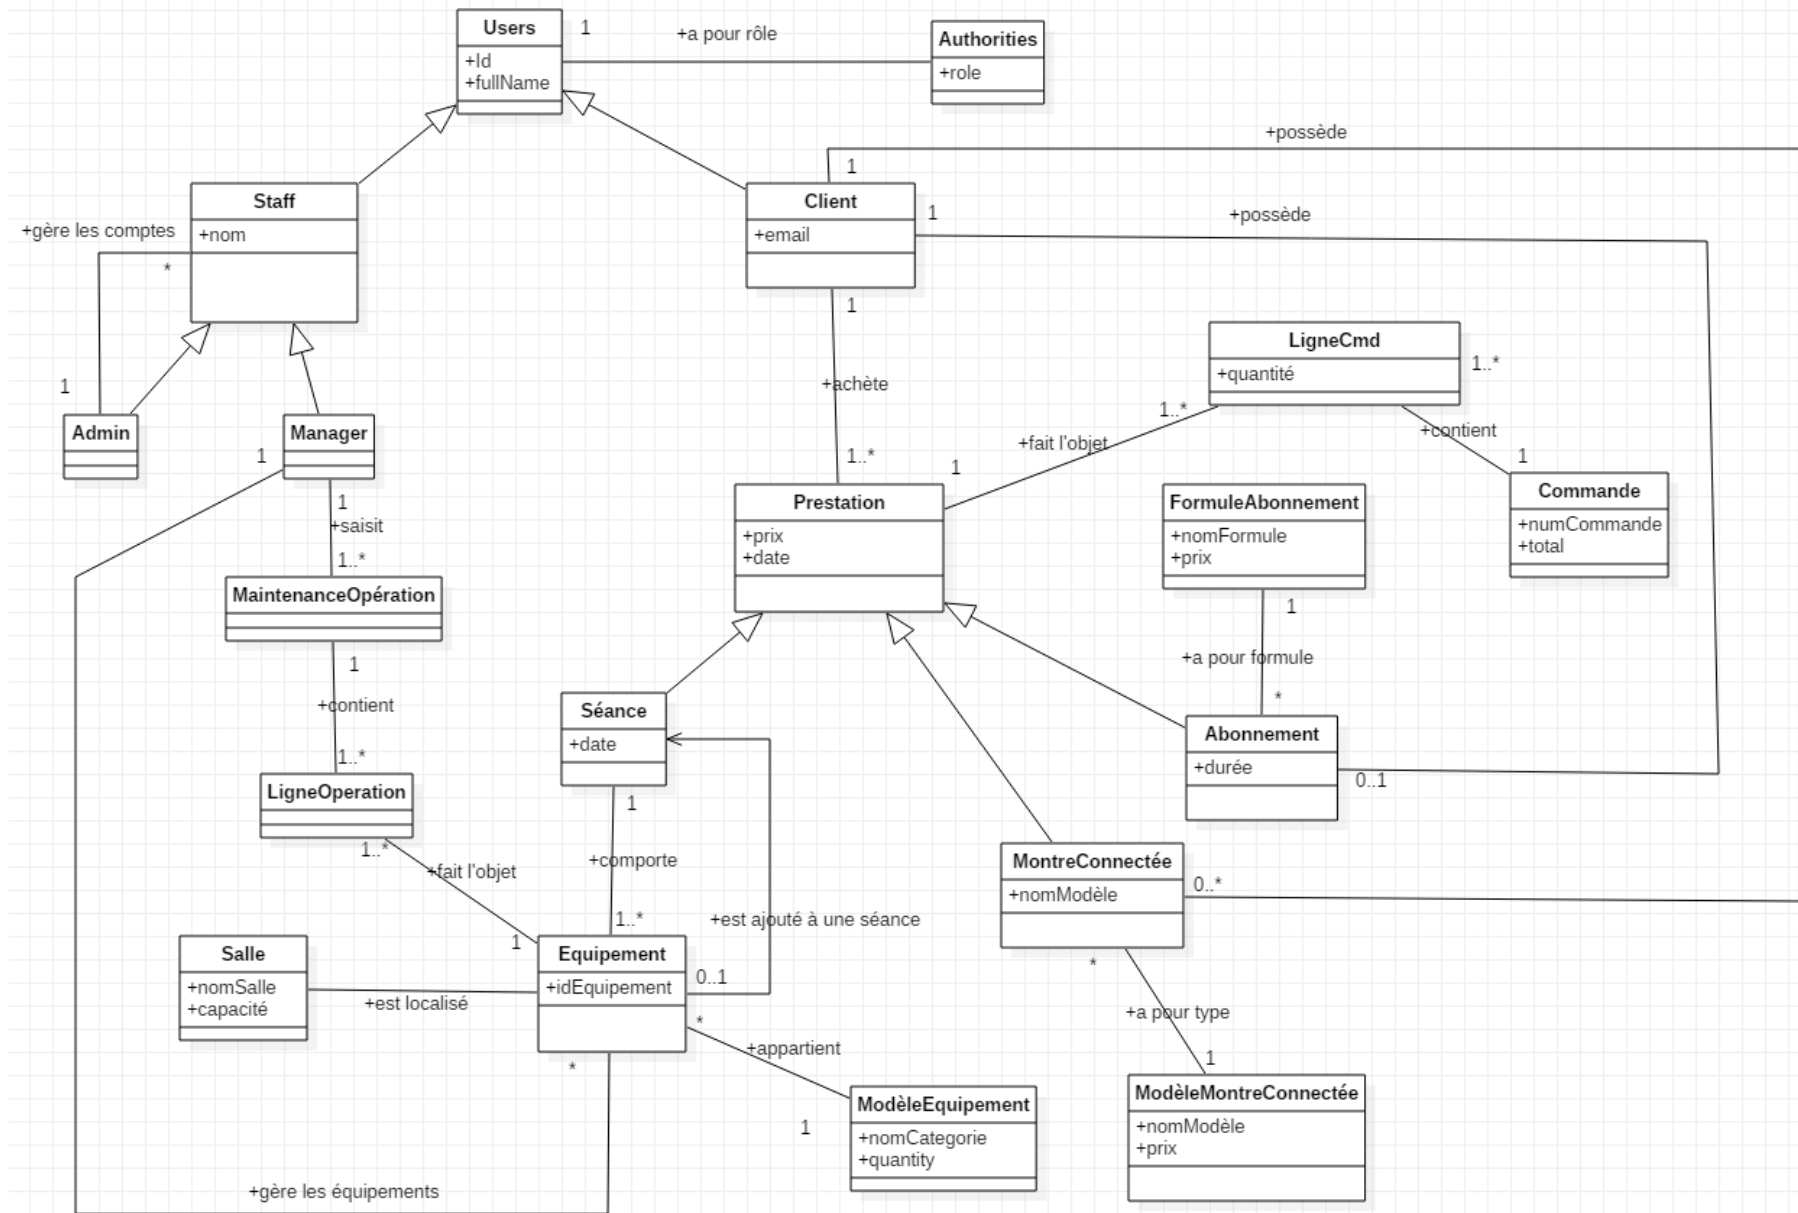 Users
1
+a pour rôle
Authorities
+Id
+fullName
+role
+possède
1
Staff
Client
1
+possède
+gère les comptes
+nom
+email
*
1
LigneCmd
1..*
+quantité
1
+achète
1..*
+fait l'objet
+contient
Admin
Manager
1
1..*
1
1
Prestation
FormuleAbonnement
Commande
1
+saisit
+prix
+date
+nomFormule
+prix
+numCommande
+total
1..*
MaintenanceOpération
1
1
+a pour formule
+contient
*
Séance
Abonnement
+date
+durée
1..*
0..1
LigneOperation
1
1..*
+fait l'objet
+comporte
MontreConnectée
0..*
+nomModèle
1..*
+est ajouté à une séance
1
Salle
Equipement
*
0..1
+nomSalle
+capacité
+est localisé
+idEquipement
*
+a pour type
+appartient
1
*
ModèleEquipement
ModèleMontreConnectée
1
+nomCategorie
+quantity
+nomModèle
+prix
+gère les équipements